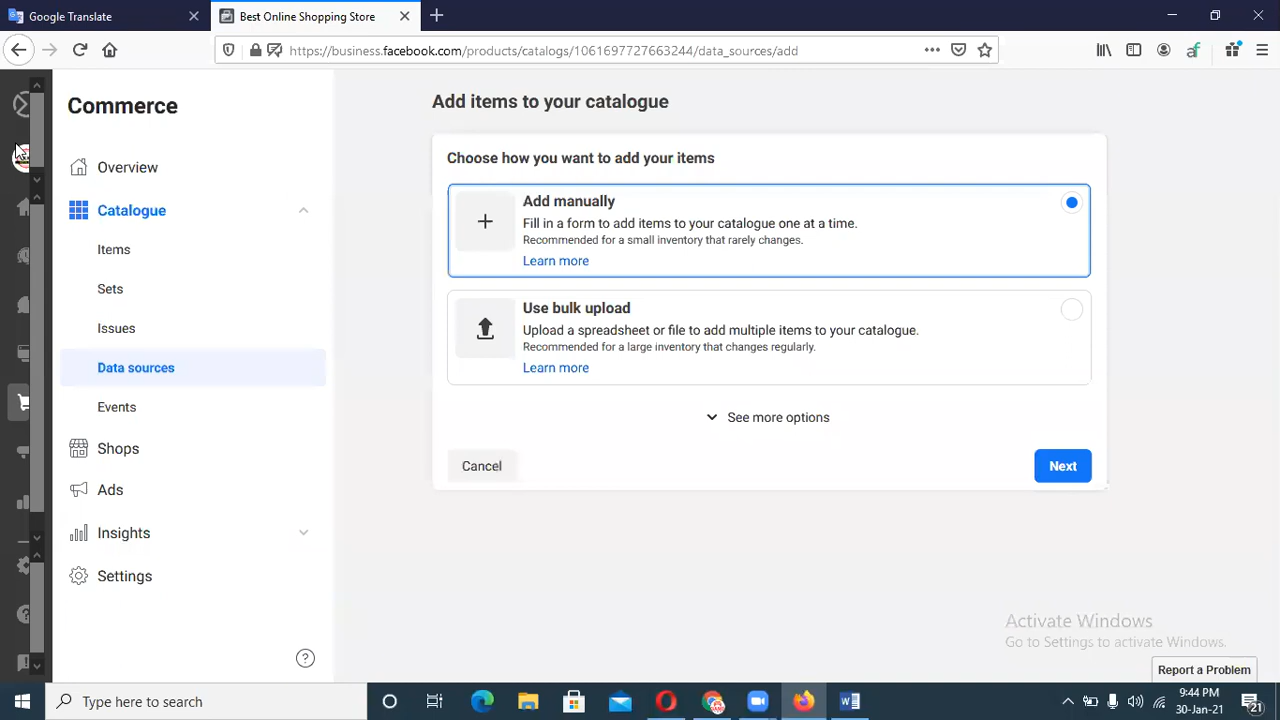 Google Translate
Best Online Shopping Store
https://business.facebook.com/products/catalogs/1061697727663244/data_sources/add
Commerce
Overview
Catalogue
Items
Sets
Issues
Data sources
Events
Shops
Ads
Insights
Settings
Add items to your catalogue
Choose how you want to add your items
Add manually
Fill in a form to add items to your catalogue one at a time.
Recommended for a small inventory that rarely changes.
Learn more
Use bulk upload
Upload a spreadsheet or file to add multiple items to your catalogue.
Recommended for a large inventory that changes regularly.
Learn more
See more options
Cancel
Next
Activate Windows
Go to Settings to activate Windows.
Report a Problem
Type here to search
9:44 PM
30-Jan-21
21